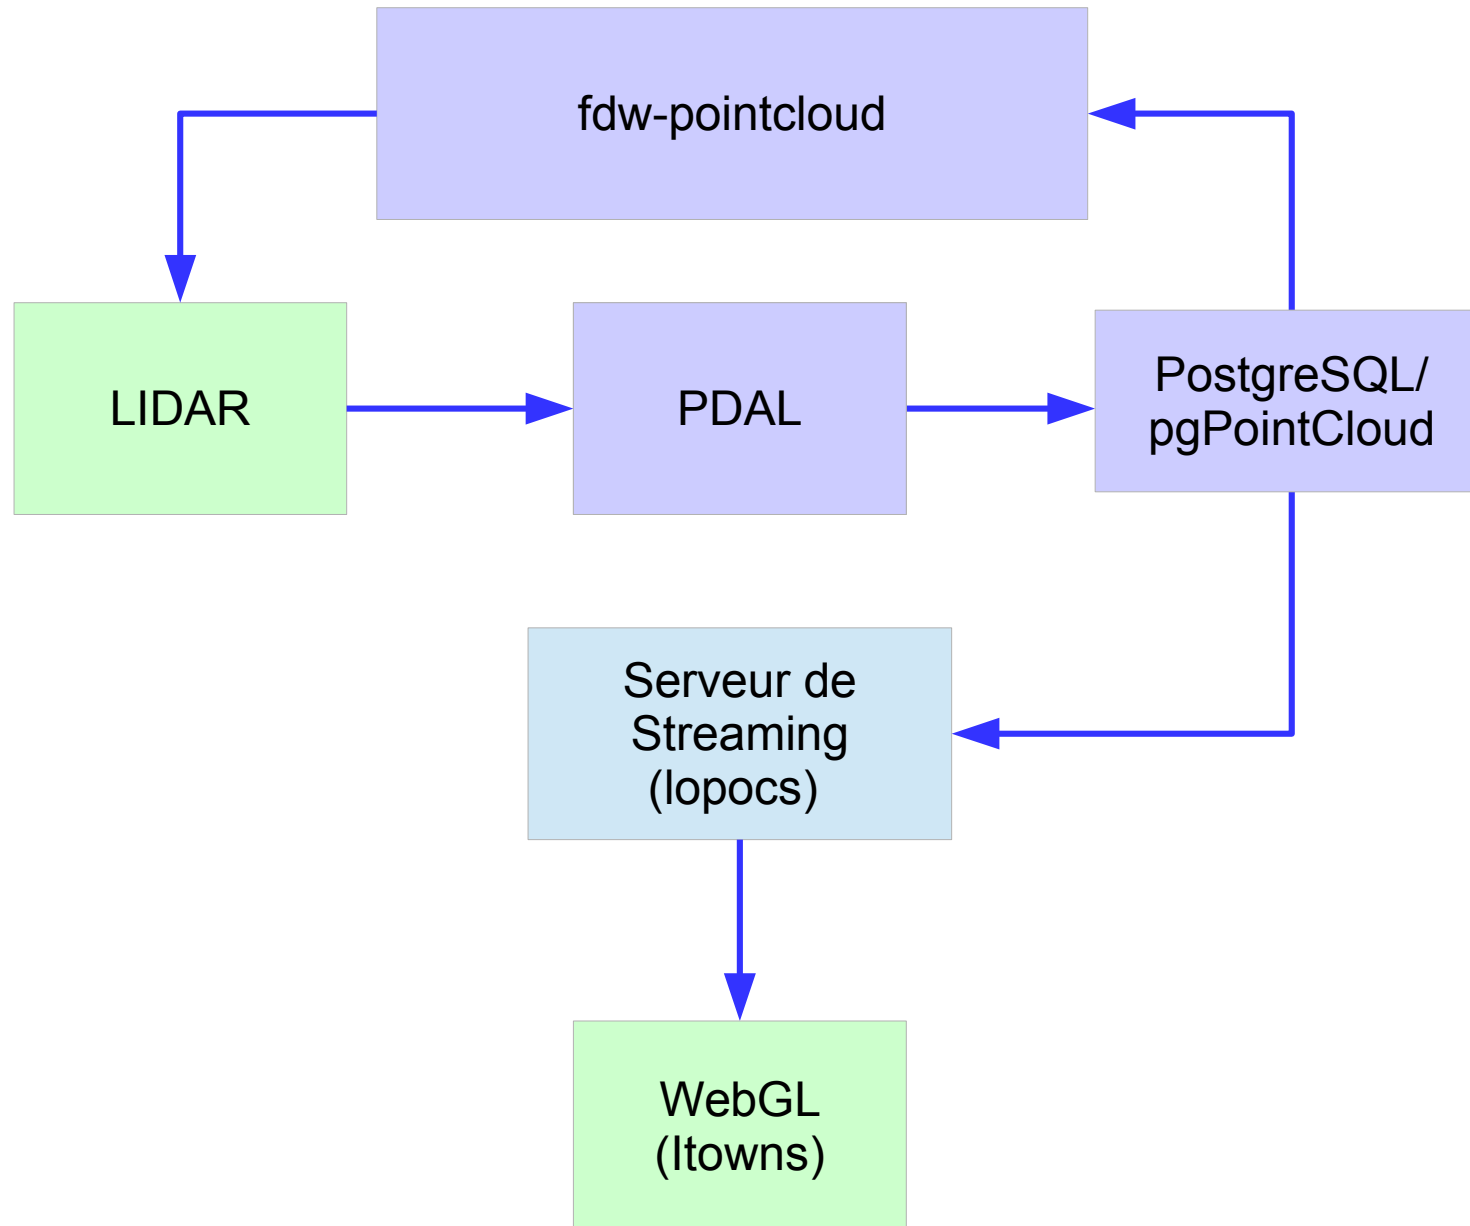 fdw-pointcloud
LIDAR
PDAL
PostgreSQL/
pgPointCloud
Serveur de
Streaming
(lopocs)
WebGL
(Itowns)